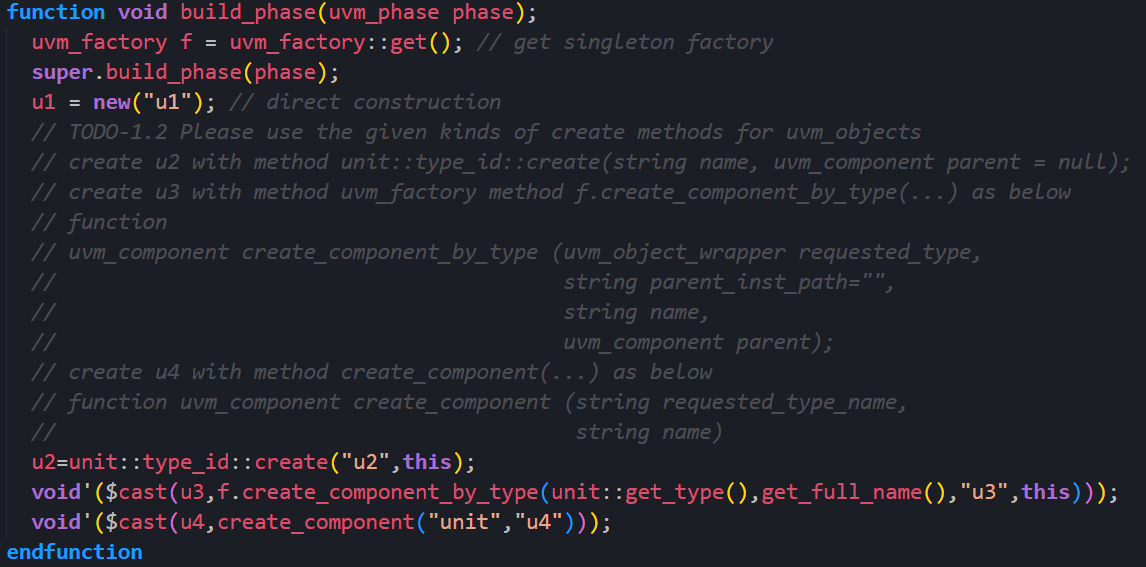 function void build_phase(uvm_phase phase);
uvm_factory f = uvm_factory::get(); // get singleton factory
super.build_phase(phase);
u1 = new("u1"); // direct construction
// TODO-1.2 Please use the given kinds of create methods for uvm_objects
// create u2 with method unit::type_id::create(string name, uvm_component parent = null);
// create u3 with method uvm_factory method f.create_component_by_type(...) as below
// function
// uvm_component create_component_by_type (uvm_object_wrapper requested_type,
// string parent_inst_path="",
// string name,
// uvm_component parent);
// create u4 with method create_component(...) as below
// function uvm_component create_component (string requested_type_name,
// string name)
u2=unit::type_id::create("u2",this);
void'($cast(u3,f.create_component_by_type(unit::get_type(),get_full_name(),"u3",this)));
void'($cast(u4,create_component("unit","u4")));
endfunction